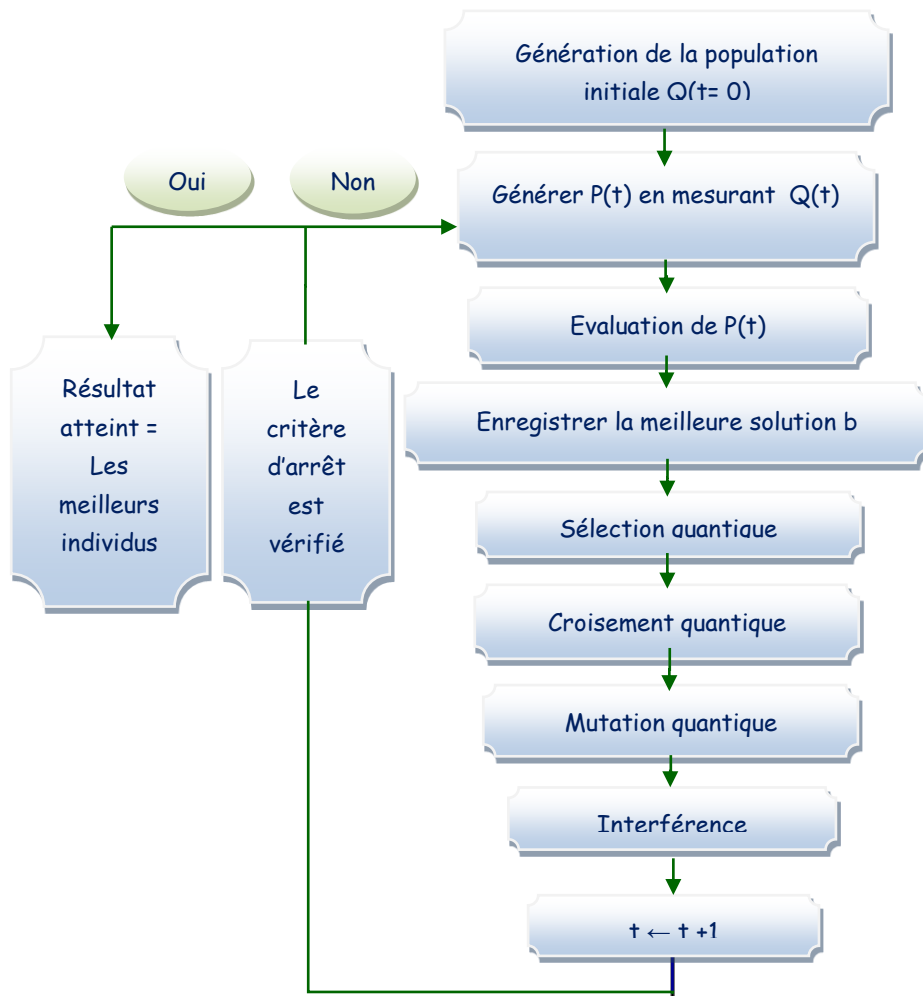 Génération de la population
initiale Q(t= 0)
Oui
Non
Générer P(t) en mesurant Q(t)
Evaluation de P(t)
Résultat
atteint =
Les
meilleurs
individus
Le
critère
d'arrêt
est
vérifié
Enregistrer la meilleure solution b
Sélection quantique
Croisement quantique
Mutation quantique
Interférence
t ← t +1